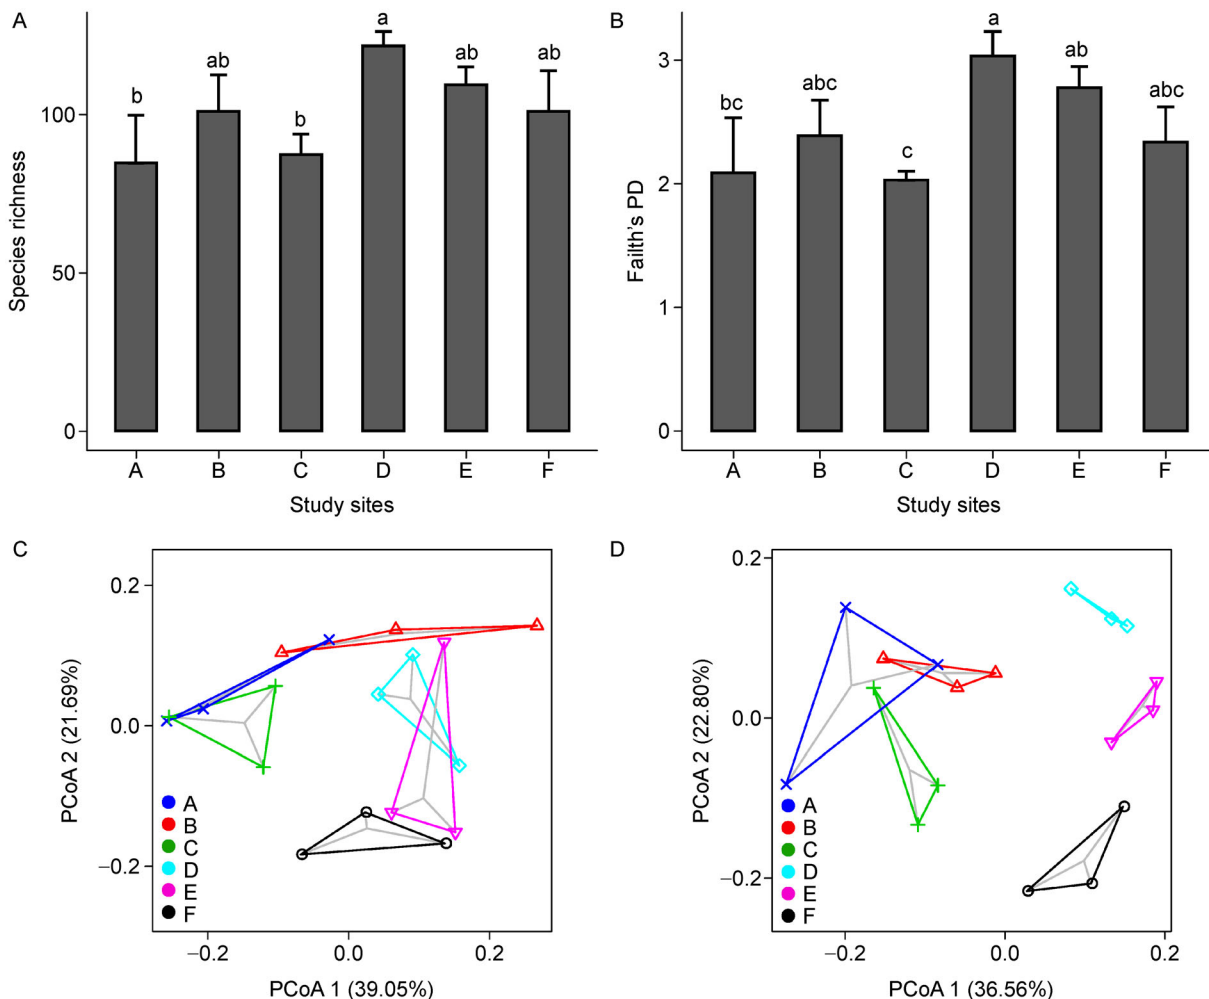 A
Species richness
100
50
0
b
ab
b
a
ab
ab
A B C D E F
Study sites
B
Failth's PD
3
2
1
0
bc
abc
c
a
ab
abc
A B C D E F
Study sites
C
PCoA 2 (21.69%)
0.2
0.0
−0.2
A
B
C
D
E
F
−0.2 0.0 0.2
PCoA 1 (39.05%)
D
PCoA 2 (22.80%)
0.2
0.0
−0.2
A
B
C
D
E
F
−0.2 0.0 0.2
PCoA 1 (36.56%)